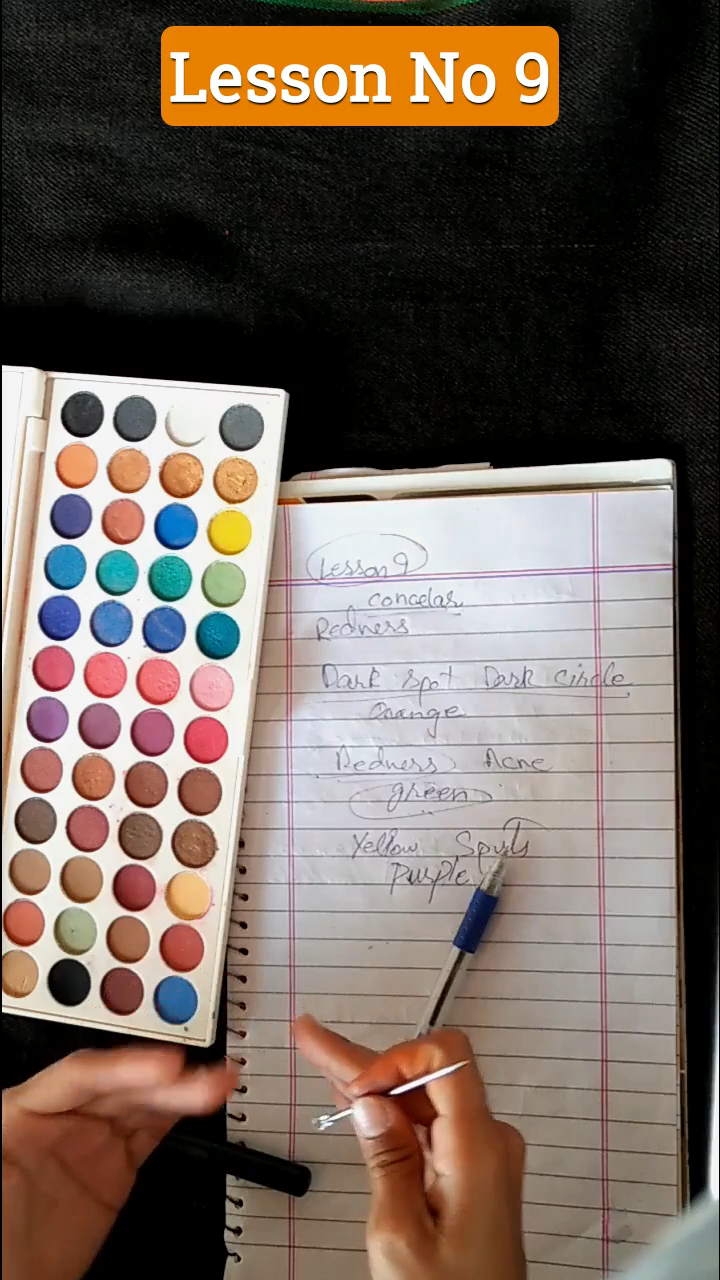 Lesson No 9
Lesson 9
concelar
Redness
Dark Spot Dark Circle
Orange
Redness Acne
green
Yellow Spots
Purple